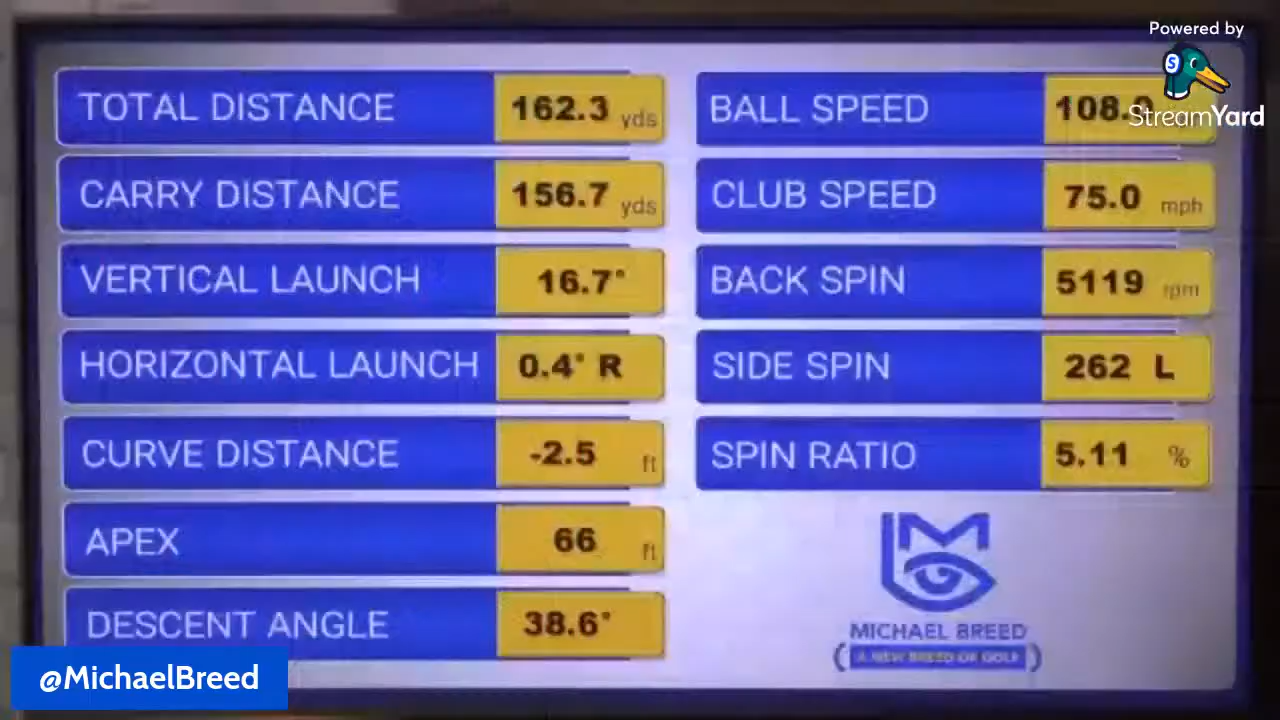 Powered by
StreamYard
TOTAL DISTANCE 162.3 yds
CARRY DISTANCE 156.7 yds
VERTICAL LAUNCH 16.7°
HORIZONTAL LAUNCH 0.4° R
CURVE DISTANCE -2.5 ft
APEX 66 ft
DESCENT ANGLE 38.6°
BALL SPEED 108.
CLUB SPEED 75.0 mph
BACK SPIN 5119 rpm
SIDE SPIN 262 L
SPIN RATIO 5.11 %
MICHAEL BREED
A NEW BREED OF GOLF
@MichaelBreed